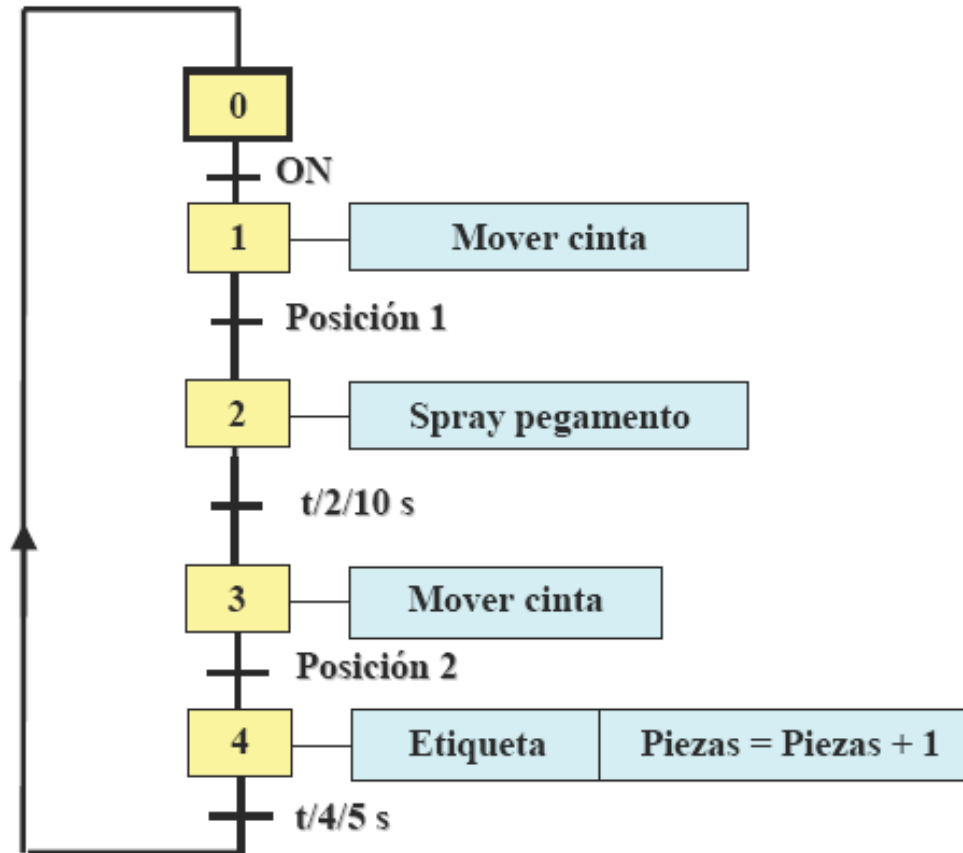 0
ON
1 Mover cinta
Posición 1
2 Spray pegamento
t/2/10 s
3 Mover cinta
Posición 2
4 Etiqueta Piezas = Piezas + 1
t/4/5 s